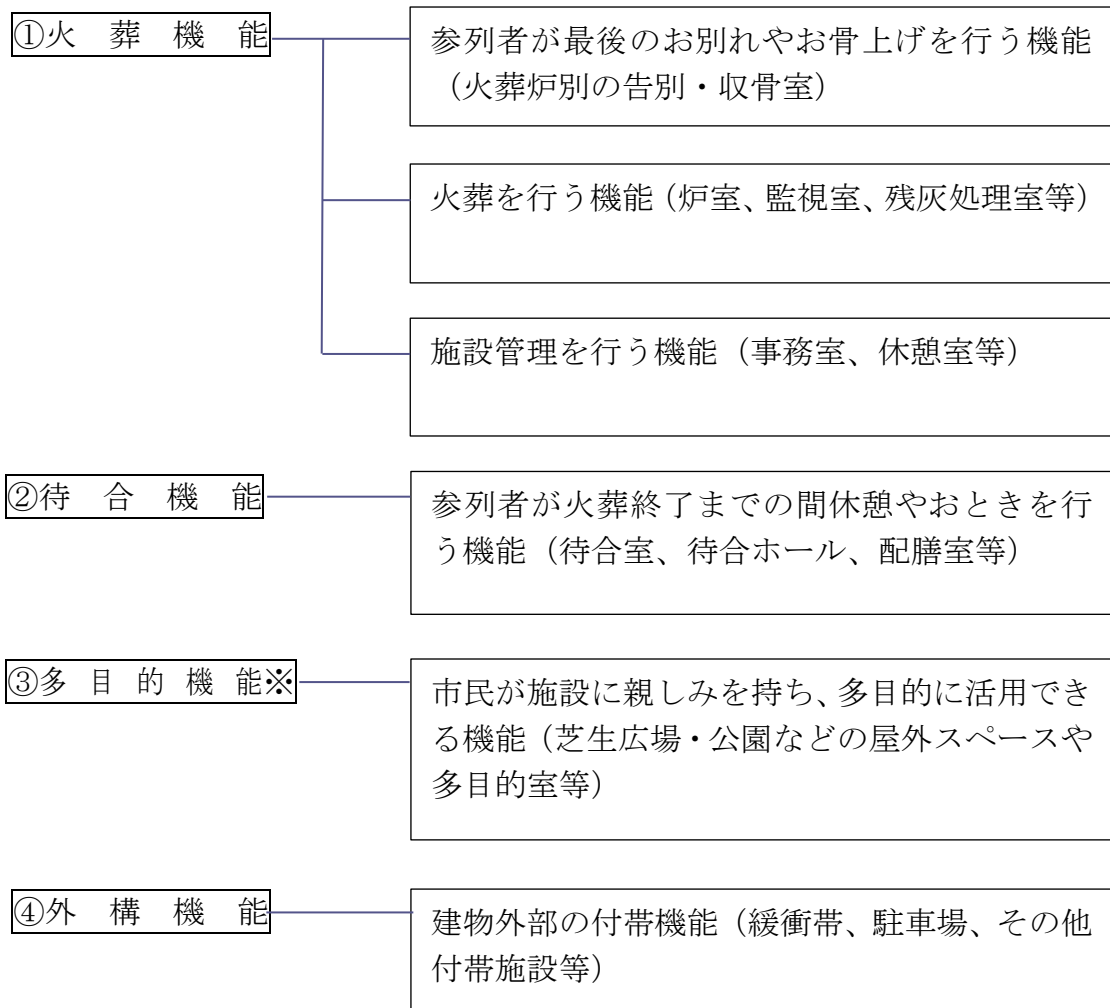 ①火葬機能
参列者が最後のお別れやお骨上げを行う機能
（火葬炉別の告別・収骨室）
火葬を行う機能（炉室、監視室、残灰処理室等）
施設管理を行う機能（事務室、休憩室等）
②待合機能
参列者が火葬終了までの間休憩やおときを行
う機能（待合室、待合ホール、配膳室等）
③多目的機能※
市民が施設に親しみを持ち、多目的に活用でき
る機能（芝生広場・公園などの屋外スペースや
多目的室等）
④外構機能
建物外部の付帯機能（緩衝帯、駐車場、その他
付帯施設等）